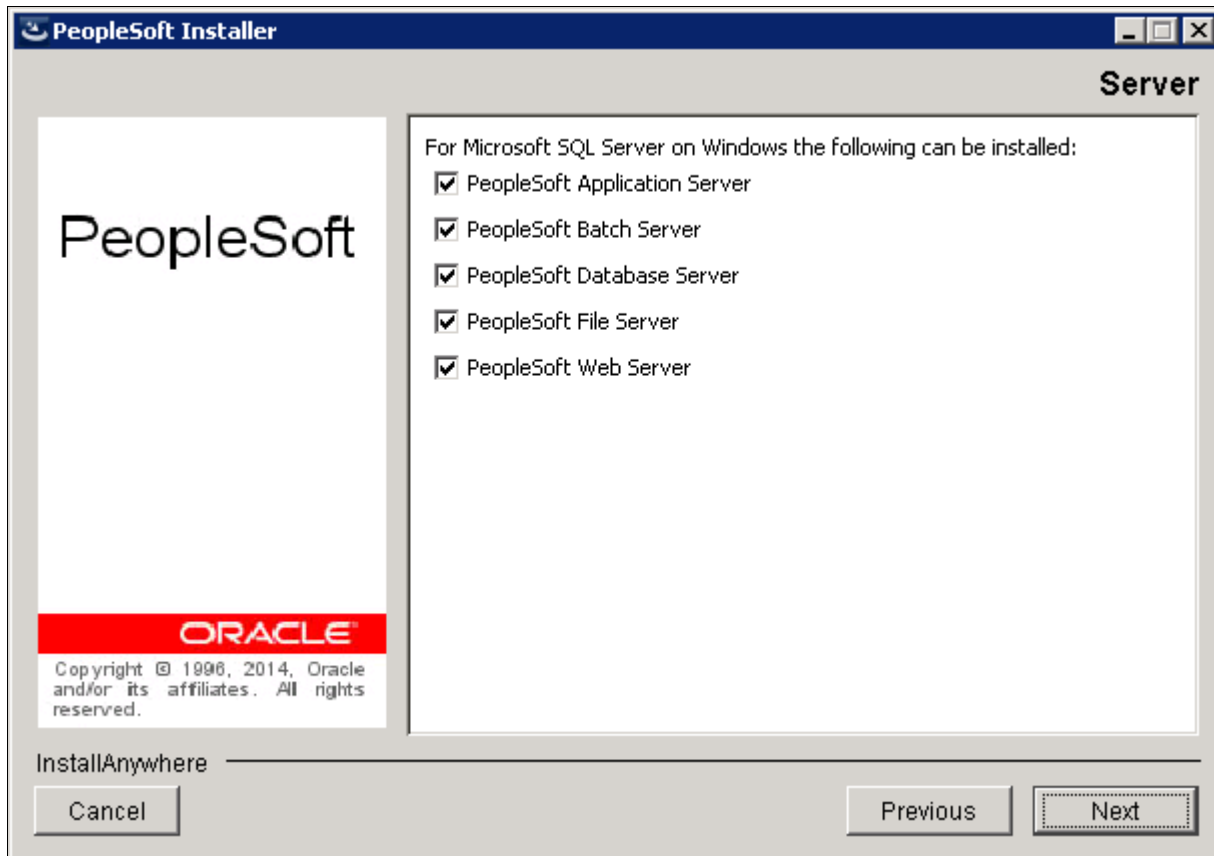 PeopleSoft Installer
Server
PeopleSoft
ORACLE
Copyright © 1996, 2014, Oracle
and/or its affiliates. All rights
reserved.
For Microsoft SQL Server on Windows the following can be installed:
PeopleSoft Application Server
PeopleSoft Batch Server
PeopleSoft Database Server
PeopleSoft File Server
PeopleSoft Web Server
InstallAnywhere
Cancel
Previous
Next